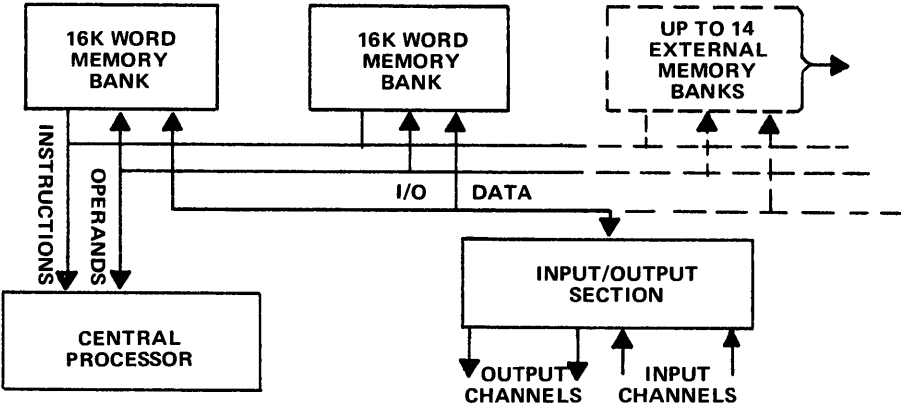 16K WORD
MEMORY
BANK
16K WORD
MEMORY
BANK
UP TO 14
EXTERNAL
MEMORY
BANKS
INSTRUCTIONS
OPERANDS
I/O DATA
INPUT/OUTPUT
SECTION
CENTRAL
PROCESSOR
OUTPUT
CHANNELS
INPUT
CHANNELS